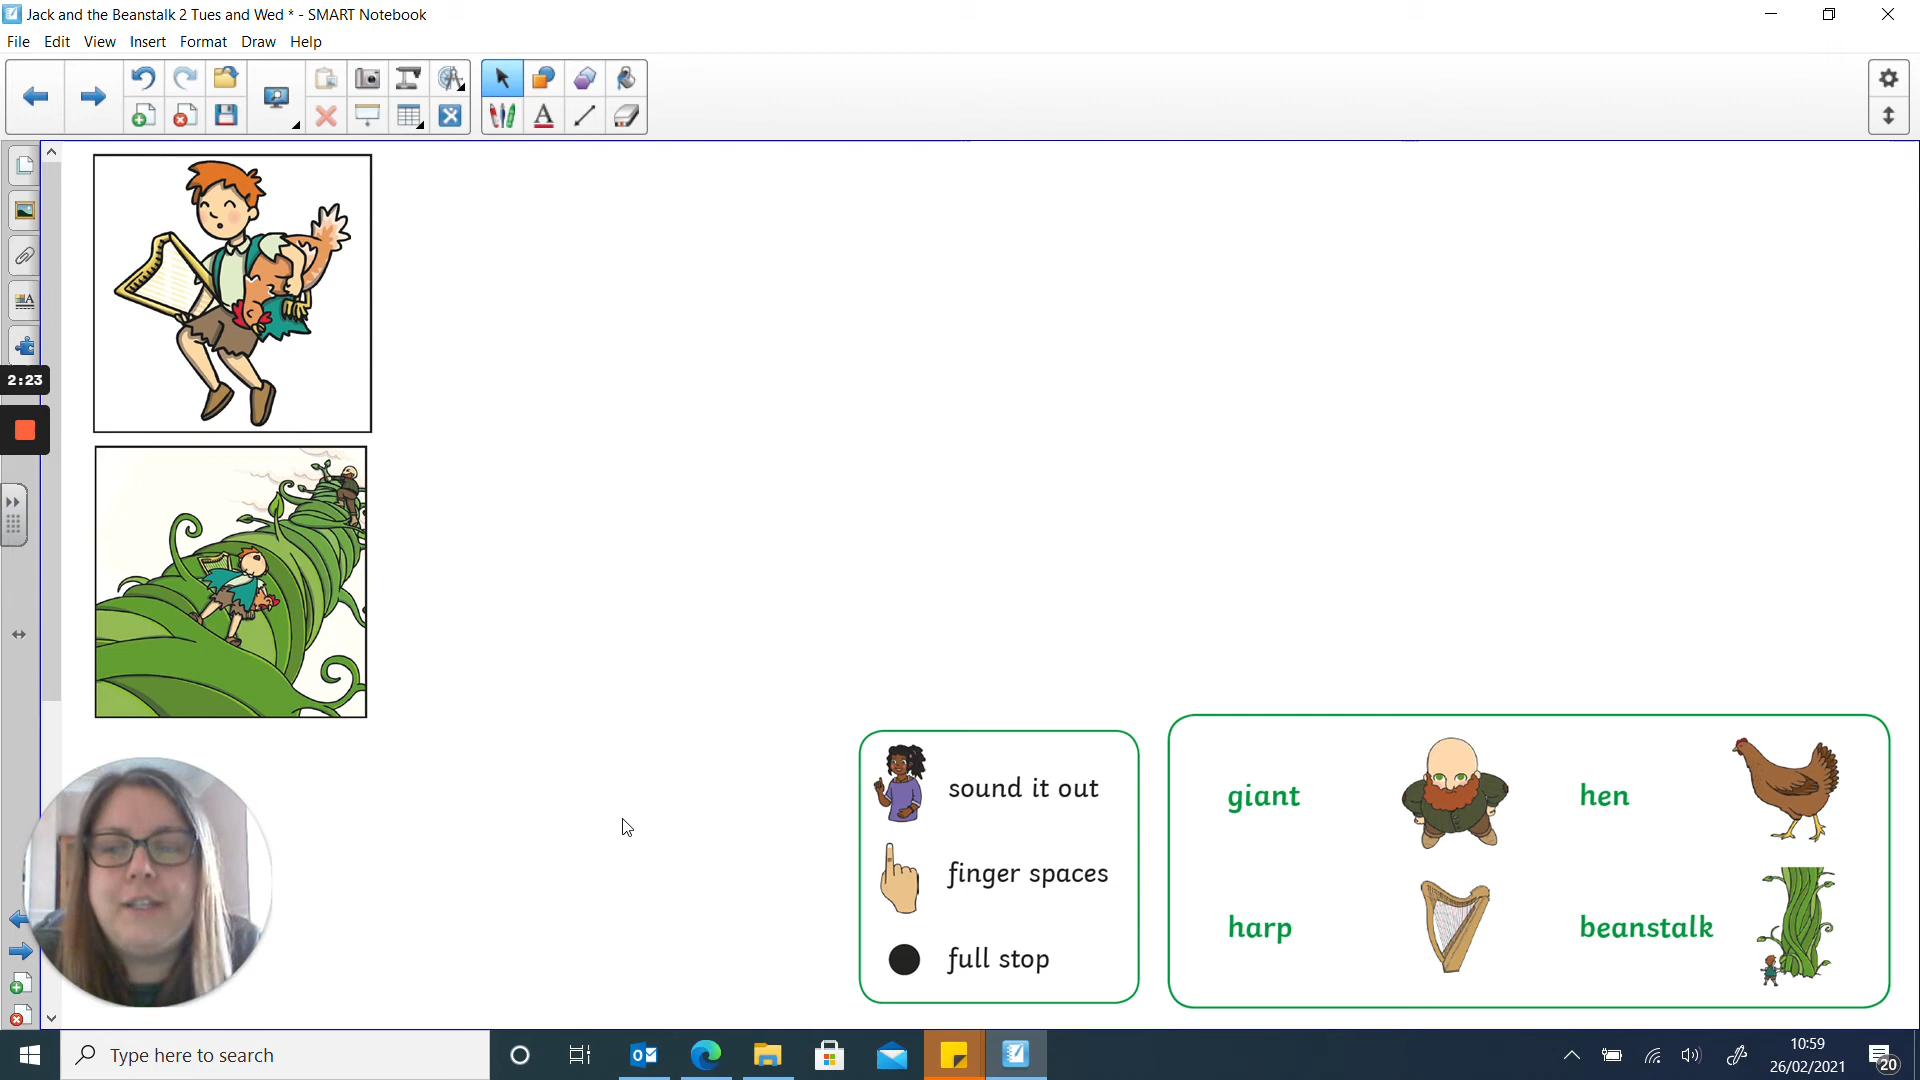 Jack and the Beanstalk 2 Tues and Wed * - SMART Notebook
File Edit View Insert Format Draw Help
2:23
sound it out
finger spaces
full stop
giant
hen
harp
beanstalk
Type here to search
10:59
26/02/2021
20